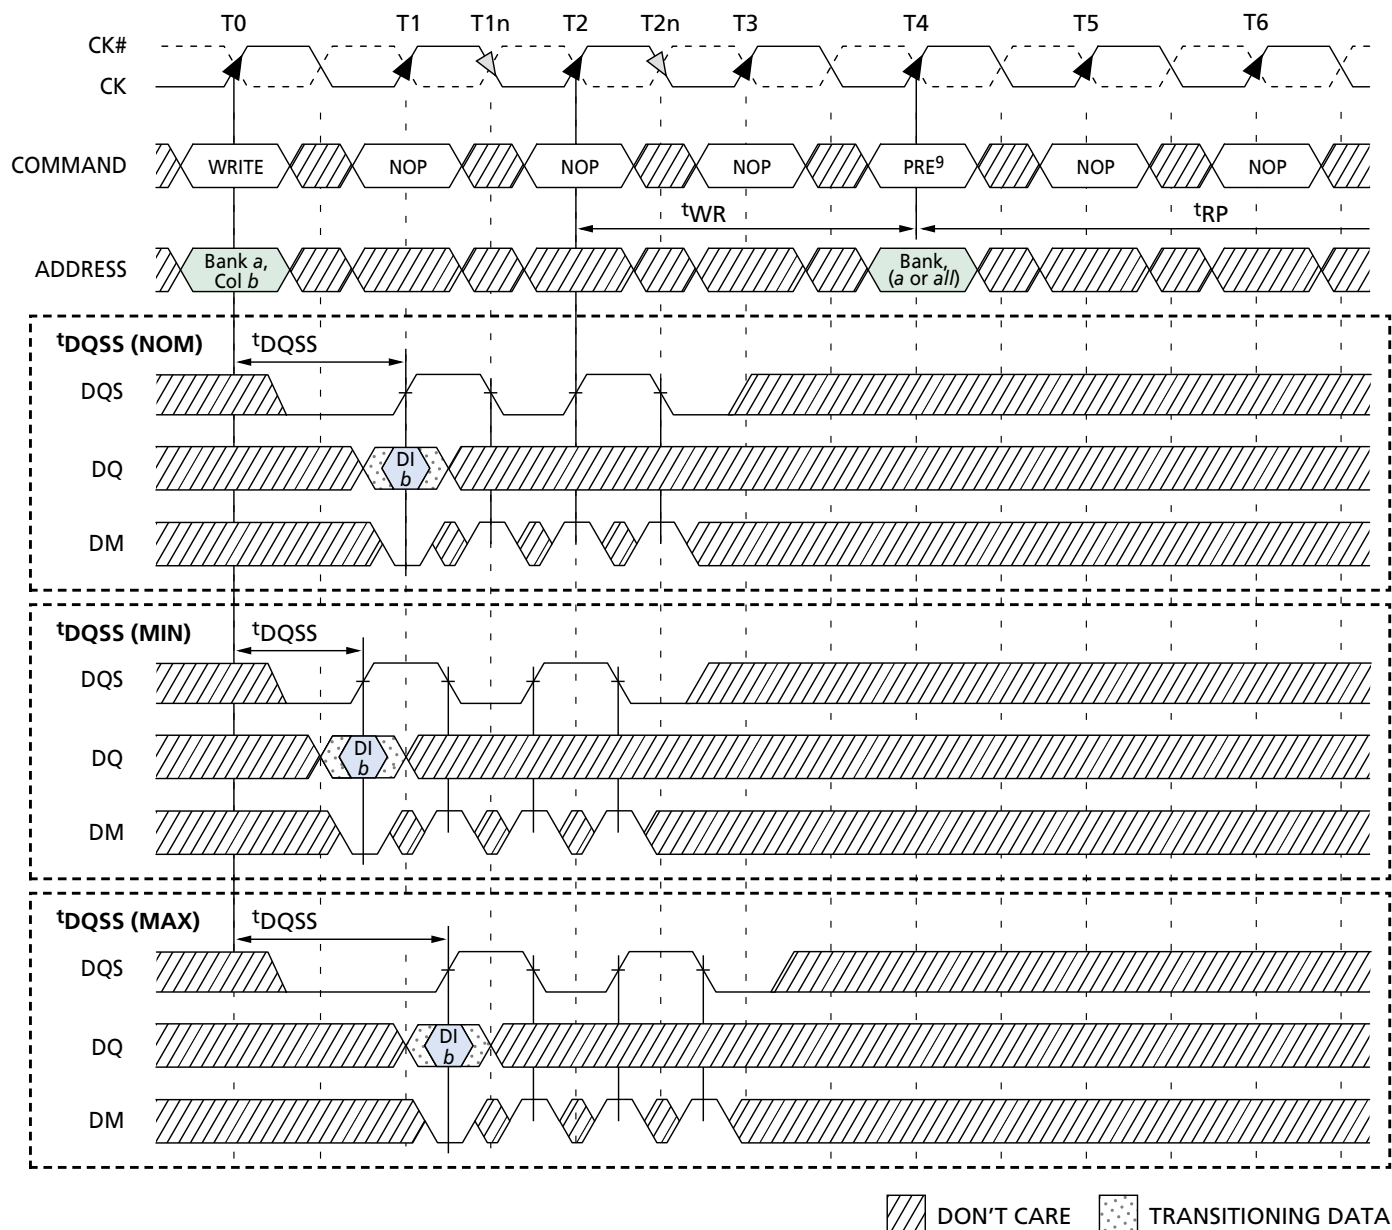 T0 T1 T1n T2 T2n T3 T4 T5 T6
CK#
CK
COMMAND WRITE NOP NOP NOP PRE9 NOP NOP
tWR tRP
ADDRESS Bank a, Col b Bank, (a or all)
tDQSS (NOM) tDQSS
DQS
DQ DI b
DM
tDQSS (MIN) tDQSS
DQS
DQ DI b
DM
tDQSS (MAX) tDQSS
DQS
DQ DI b
DM
DON'T CARE TRANSITIONING DATA